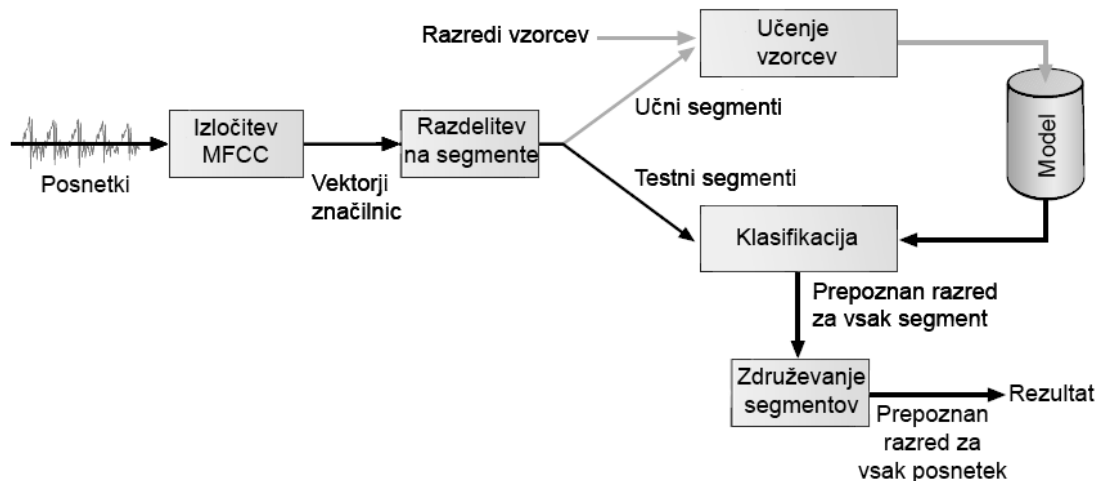 Razredi vzorcev
Učenje
vzorcev
Učni segmenti
Izločitev
MFCC
Razdelitev
na segmente
Posnetki
Vektorji
značilnic
Testni segmenti
Model
Klasifikacija
Prepoznan razred
za vsak segment
Združevanje
segmentov
Rezultat
Prepoznan
razred za
vsak posnetek